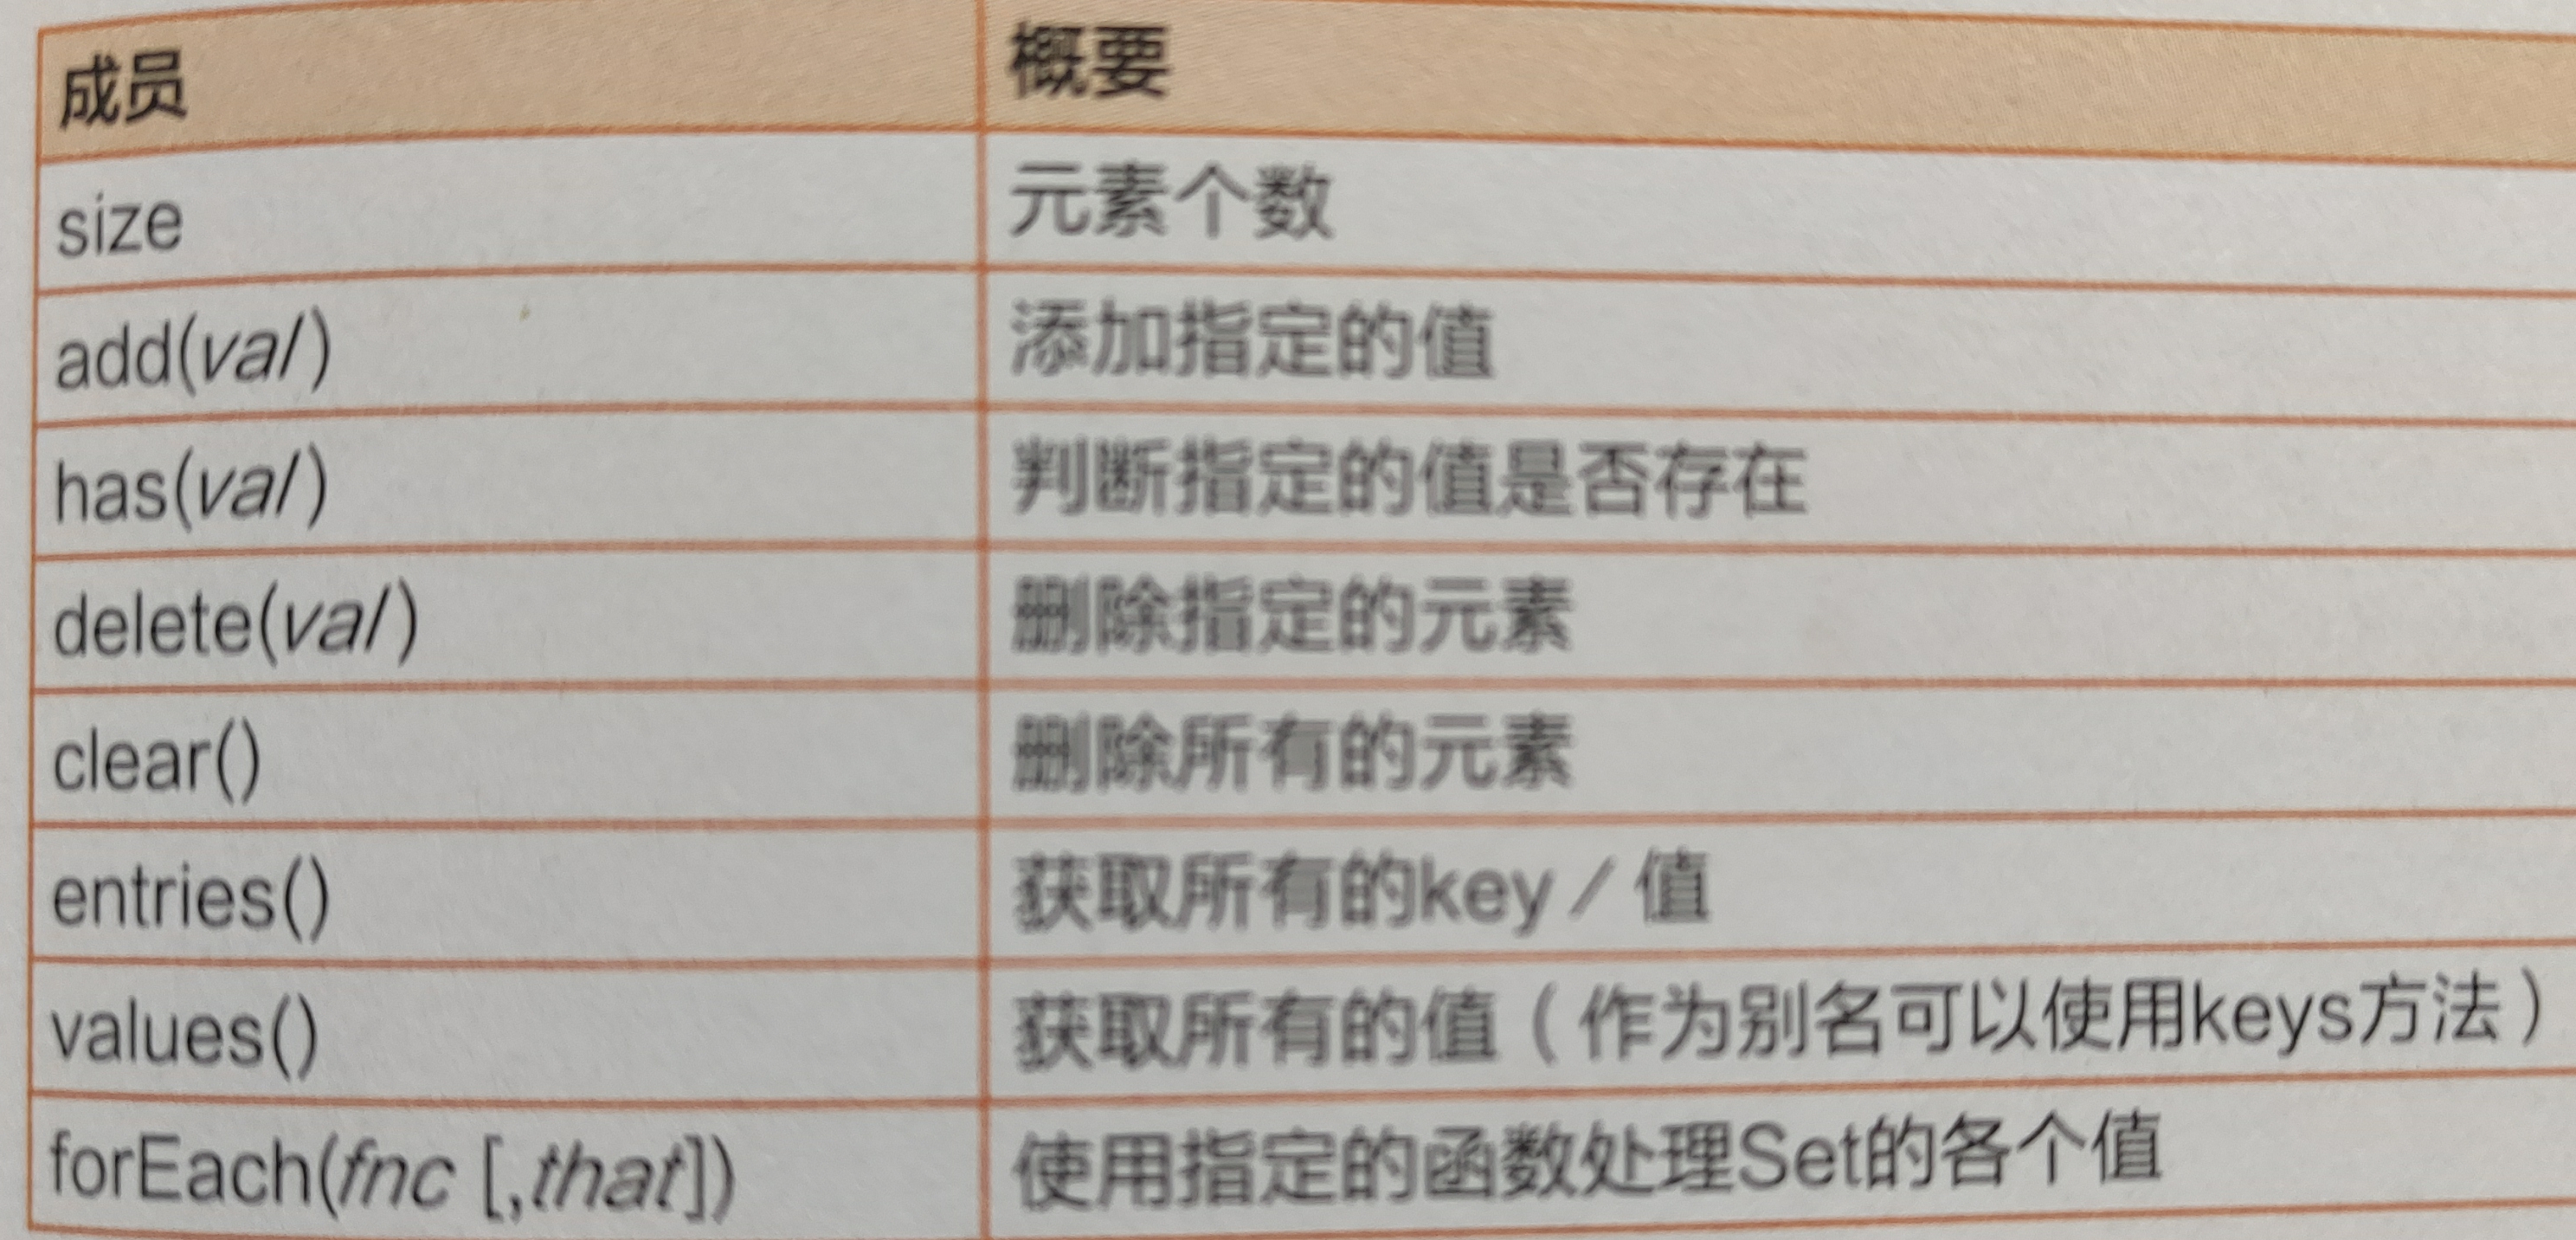 成员 概要
size 元素个数
add(val) 添加指定的值
has(val) 判断指定的值是否存在
delete(val) 删除指定的元素
clear() 删除所有的元素
entries() 获取所有的key / 值
values() 获取所有的值（作为别名可以使用keys方法）
forEach(fnc [,that]) 使用指定的函数处理Set的各个值